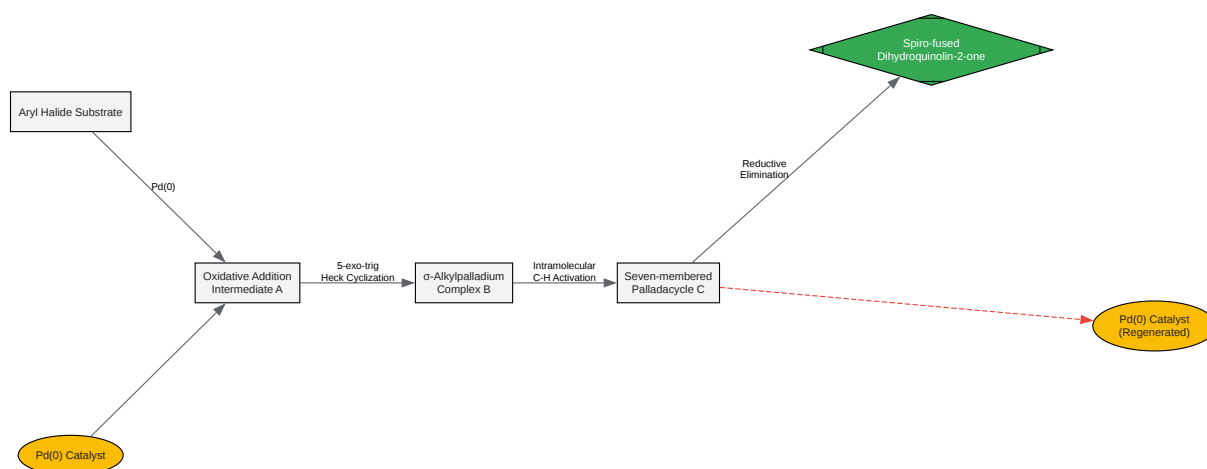 Spiro-fused
Dihydroquinolin-2-one
Aryl Halide Substrate
Reductive
Elimination
Pd(0)
Oxidative Addition
Intermediate A
5-exo-trig
Heck Cyclization
σ-Alkylpalladium
Complex B
Intramolecular
C-H Activation
Seven-membered
Palladacycle C
Pd(0) Catalyst
(Regenerated)
Pd(0) Catalyst